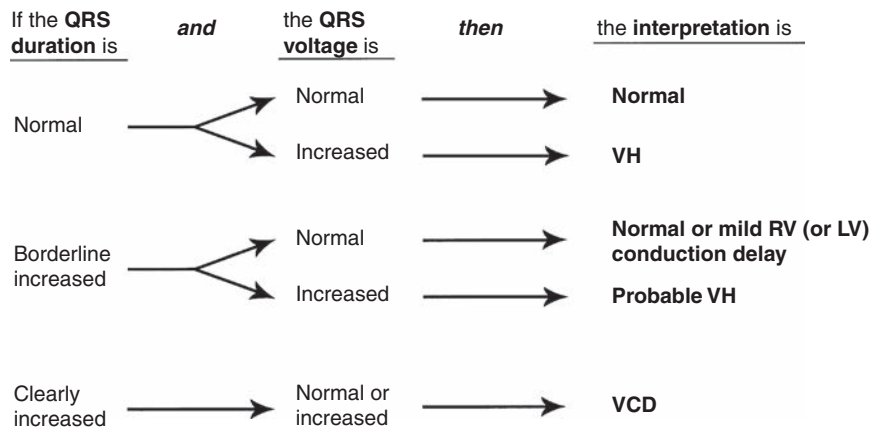 If the QRS duration is
and
the QRS voltage is
then
the interpretation is
Normal
Normal
Normal
Increased
VH
Borderline increased
Normal
Normal or mild RV (or LV) conduction delay
Increased
Probable VH
Clearly increased
Normal or increased
VCD